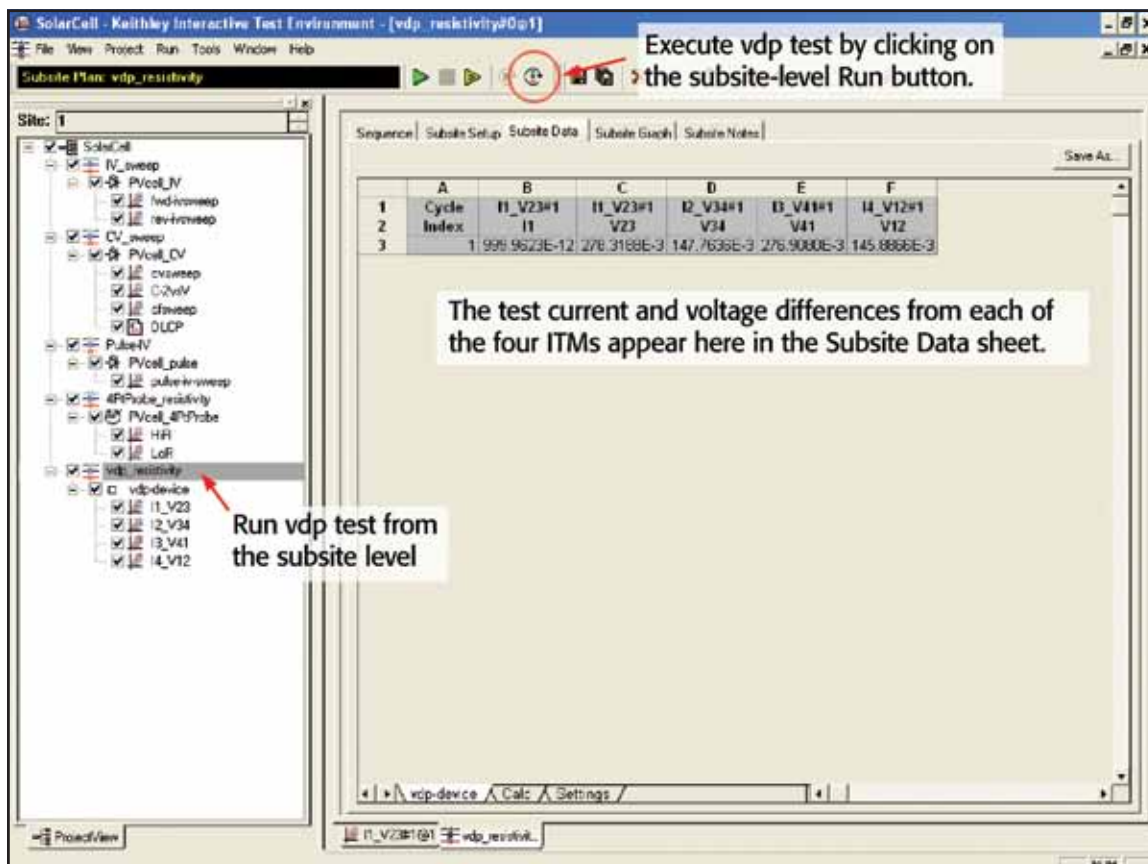 SolarCell - Keithley Interactive Test Environment - [vdp_resistivity#0@1]
File View Project Run Tools Window Help
Subsite Plan: vdp_resistivity
Execute vdp test by clicking on
the subsite-level Run button.
Site: 1
SolarCell
IV_sweep
PVcell_IV
fwd-ivsweep
rev-ivsweep
CV_sweep
PVcell_CV
cvsweep
C-2vsV
cfsweep
DLCP
Pulse-IV
PVcell_pulse
pulse-iv-sweep
4PtProbe_resistivity
PVcell_4PtProbe
HiR
LoR
vdp_resistivity
vdp-device
I1_V23
I2_V34
I3_V41
I4_V12
Run vdp test from
the subsite level
Sequence Subsite Setup Subsite Data Subsite Graph Subsite Notes
Save As...
A B C D E F
1 Cycle I1_V23#1 I1_V23#1 I2_V34#1 I3_V41#1 I4_V12#1
2 Index I1 V23 V34 V41 V12
3 1 999.9623E-12 278.3188E-3 147.7636E-3 276.9080E-3 145.8866E-3
The test current and voltage differences from each of
the four ITMs appear here in the Subsite Data sheet.
vdp-device Calc Settings
ProjectView
I1_V23#1@1 vdp_resistivit...
NUM